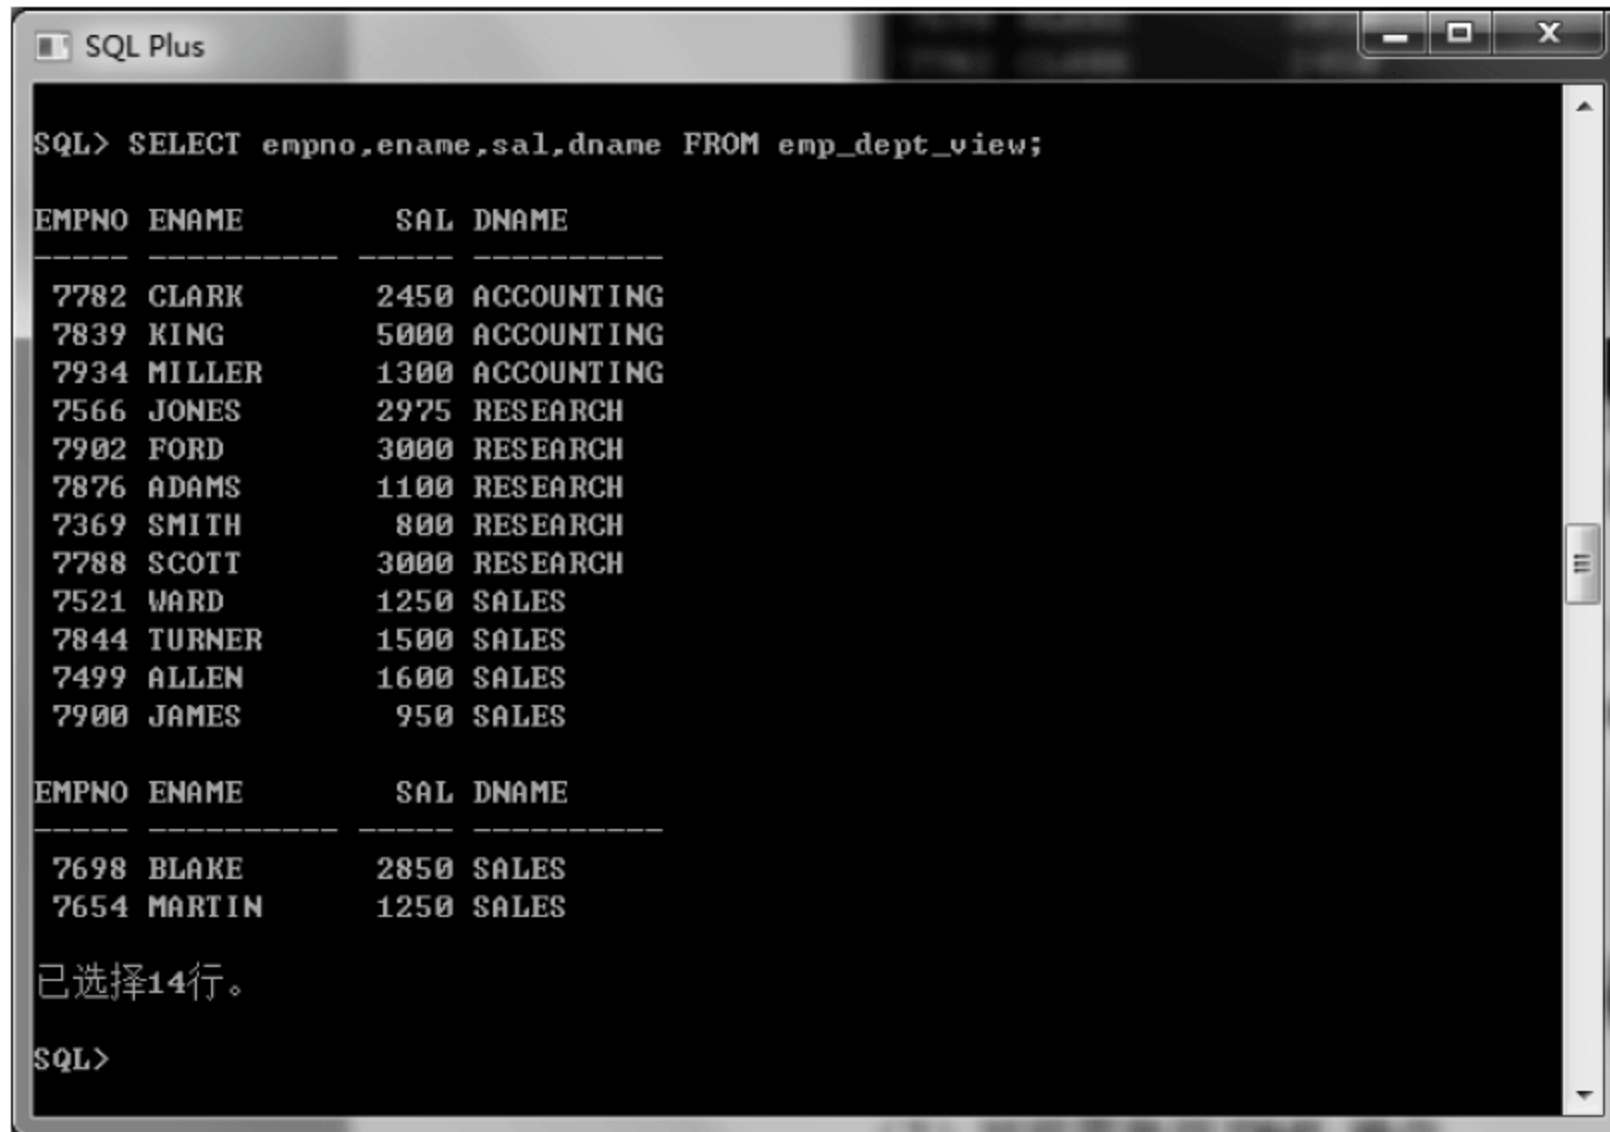 SQL Plus
SQL> SELECT empno,ename,sal,dname FROM emp_dept_view;
EMPNO ENAME        SAL DNAME
----- ---------- ----- ----------
 7782 CLARK       2450 ACCOUNTING
 7839 KING        5000 ACCOUNTING
 7934 MILLER      1300 ACCOUNTING
 7566 JONES       2975 RESEARCH
 7902 FORD        3000 RESEARCH
 7876 ADAMS       1100 RESEARCH
 7369 SMITH        800 RESEARCH
 7788 SCOTT       3000 RESEARCH
 7521 WARD        1250 SALES
 7844 TURNER      1500 SALES
 7499 ALLEN       1600 SALES
 7900 JAMES        950 SALES
EMPNO ENAME        SAL DNAME
----- ---------- ----- ----------
 7698 BLAKE       2850 SALES
 7654 MARTIN      1250 SALES
已选择14行。
SQL>